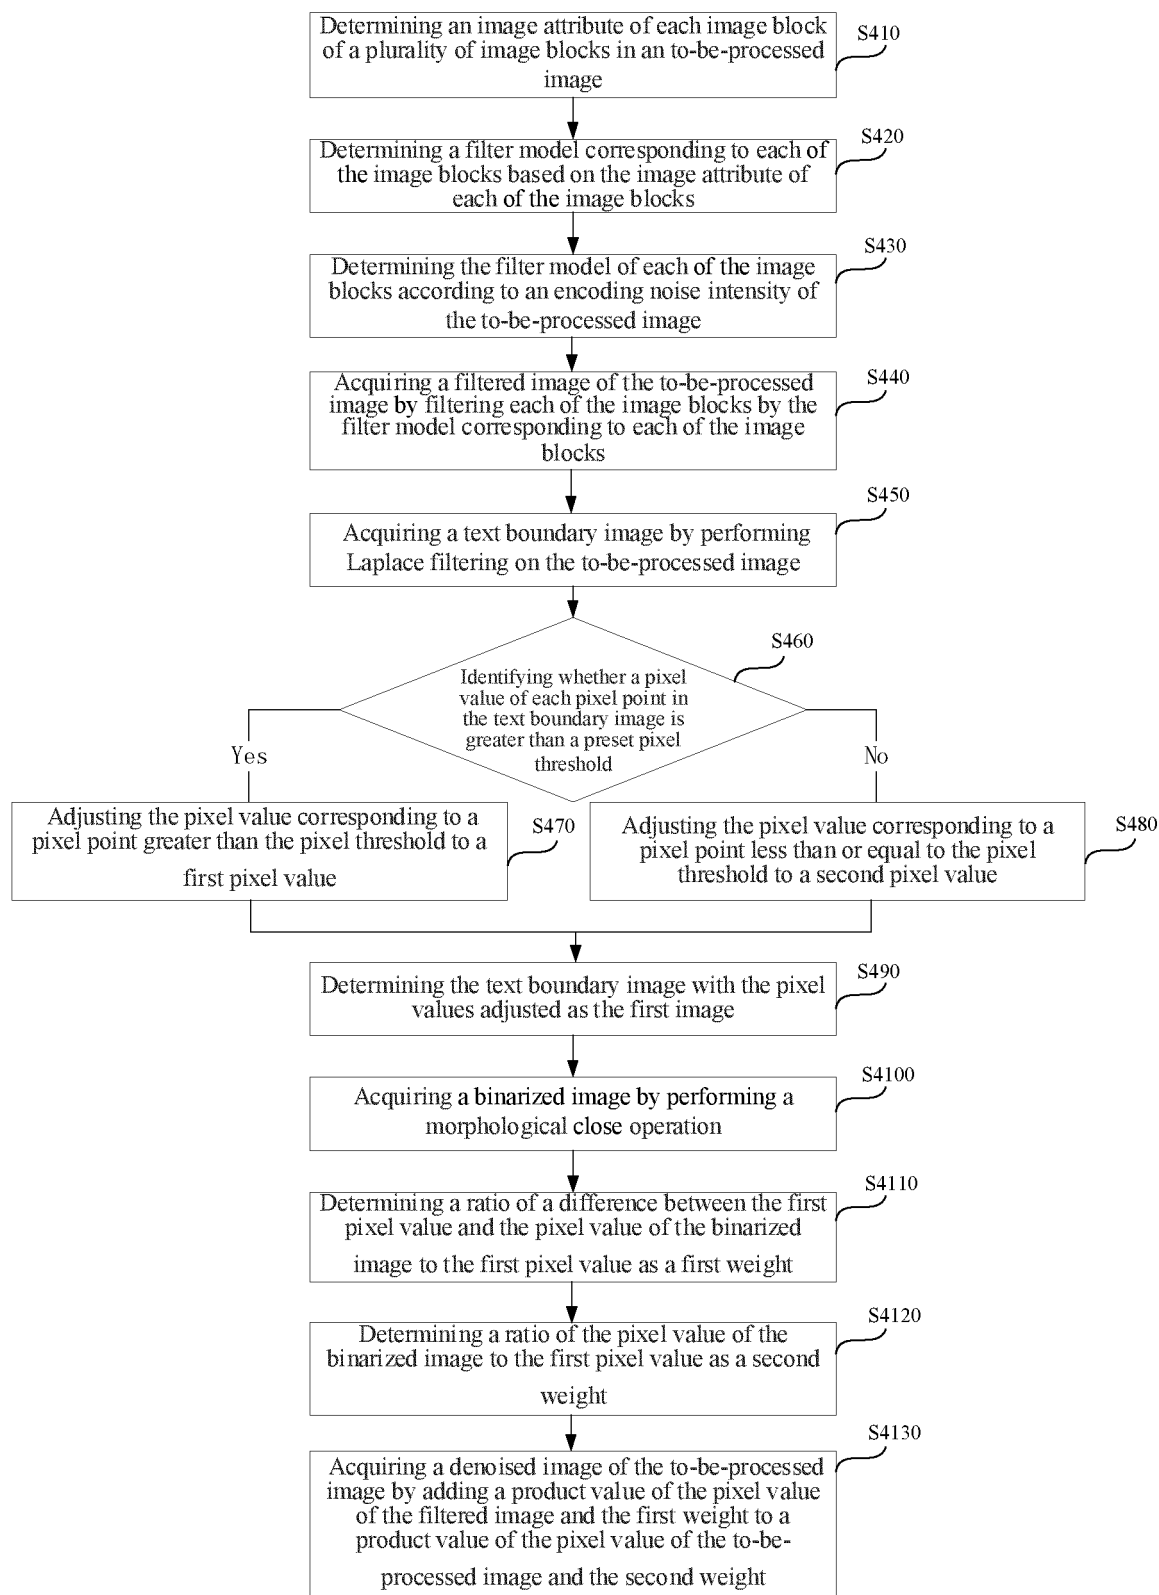 Determining an image attribute of each image block
of a plurality of image blocks in an to-be-processed
image
S410
Determining a filter model corresponding to each of
the image blocks based on the image attribute of
each of the image blocks
S420
Determining the filter model of each of the image
blocks according to an encoding noise intensity of
the to-be-processed image
S430
Acquiring a filtered image of the to-be-processed
image by filtering each of the image blocks by the
filter model corresponding to each of the image
blocks
S440
Acquiring a text boundary image by performing
Laplace filtering on the to-be-processed image
S450
Identifying whether a pixel
value of each pixel point in
the text boundary image is
greater than a preset pixel
threshold
S460
Yes
No
Adjusting the pixel value corresponding to a
pixel point greater than the pixel threshold to a
first pixel value
S470
Adjusting the pixel value corresponding to a
pixel point less than or equal to the pixel
threshold to a second pixel value
S480
Determining the text boundary image with the pixel
values adjusted as the first image
S490
Acquiring a binarized image by performing a
morphological close operation
S4100
Determining a ratio of a difference between the first
pixel value and the pixel value of the binarized
image to the first pixel value as a first weight
S4110
Determining a ratio of the pixel value of the
binarized image to the first pixel value as a second
weight
S4120
Acquiring a denoised image of the to-be-processed
image by adding a product value of the pixel value
of the filtered image and the first weight to a
product value of the pixel value of the to-be-
processed image and the second weight
S4130